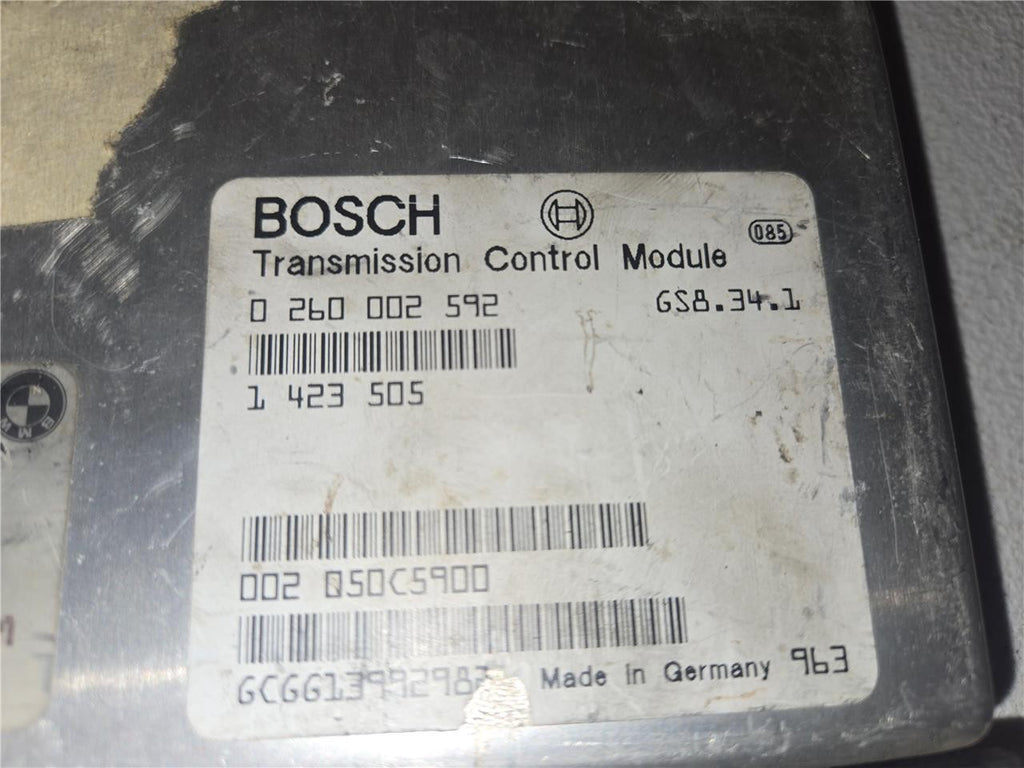 BOSCH
085
Transmission Control Module
0 260 002 592 GS8.34.1
1 423 505
BMW
002 Q50C5900
Made in Germany 963